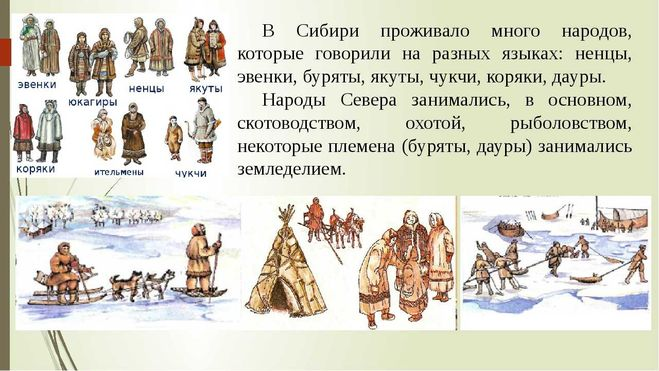 эвенки
юкагиры
ненцы
якуты
коряки
ительмены
чукчи
В Сибири проживало много народов,
которые говорили на разных языках: ненцы,
эвенки, буряты, якуты, чукчи, коряки, дауры.
Народы Севера занимались, в основном,
скотоводством, охотой, рыболовством,
некоторые племена (буряты, дауры) занимались
земледелием.